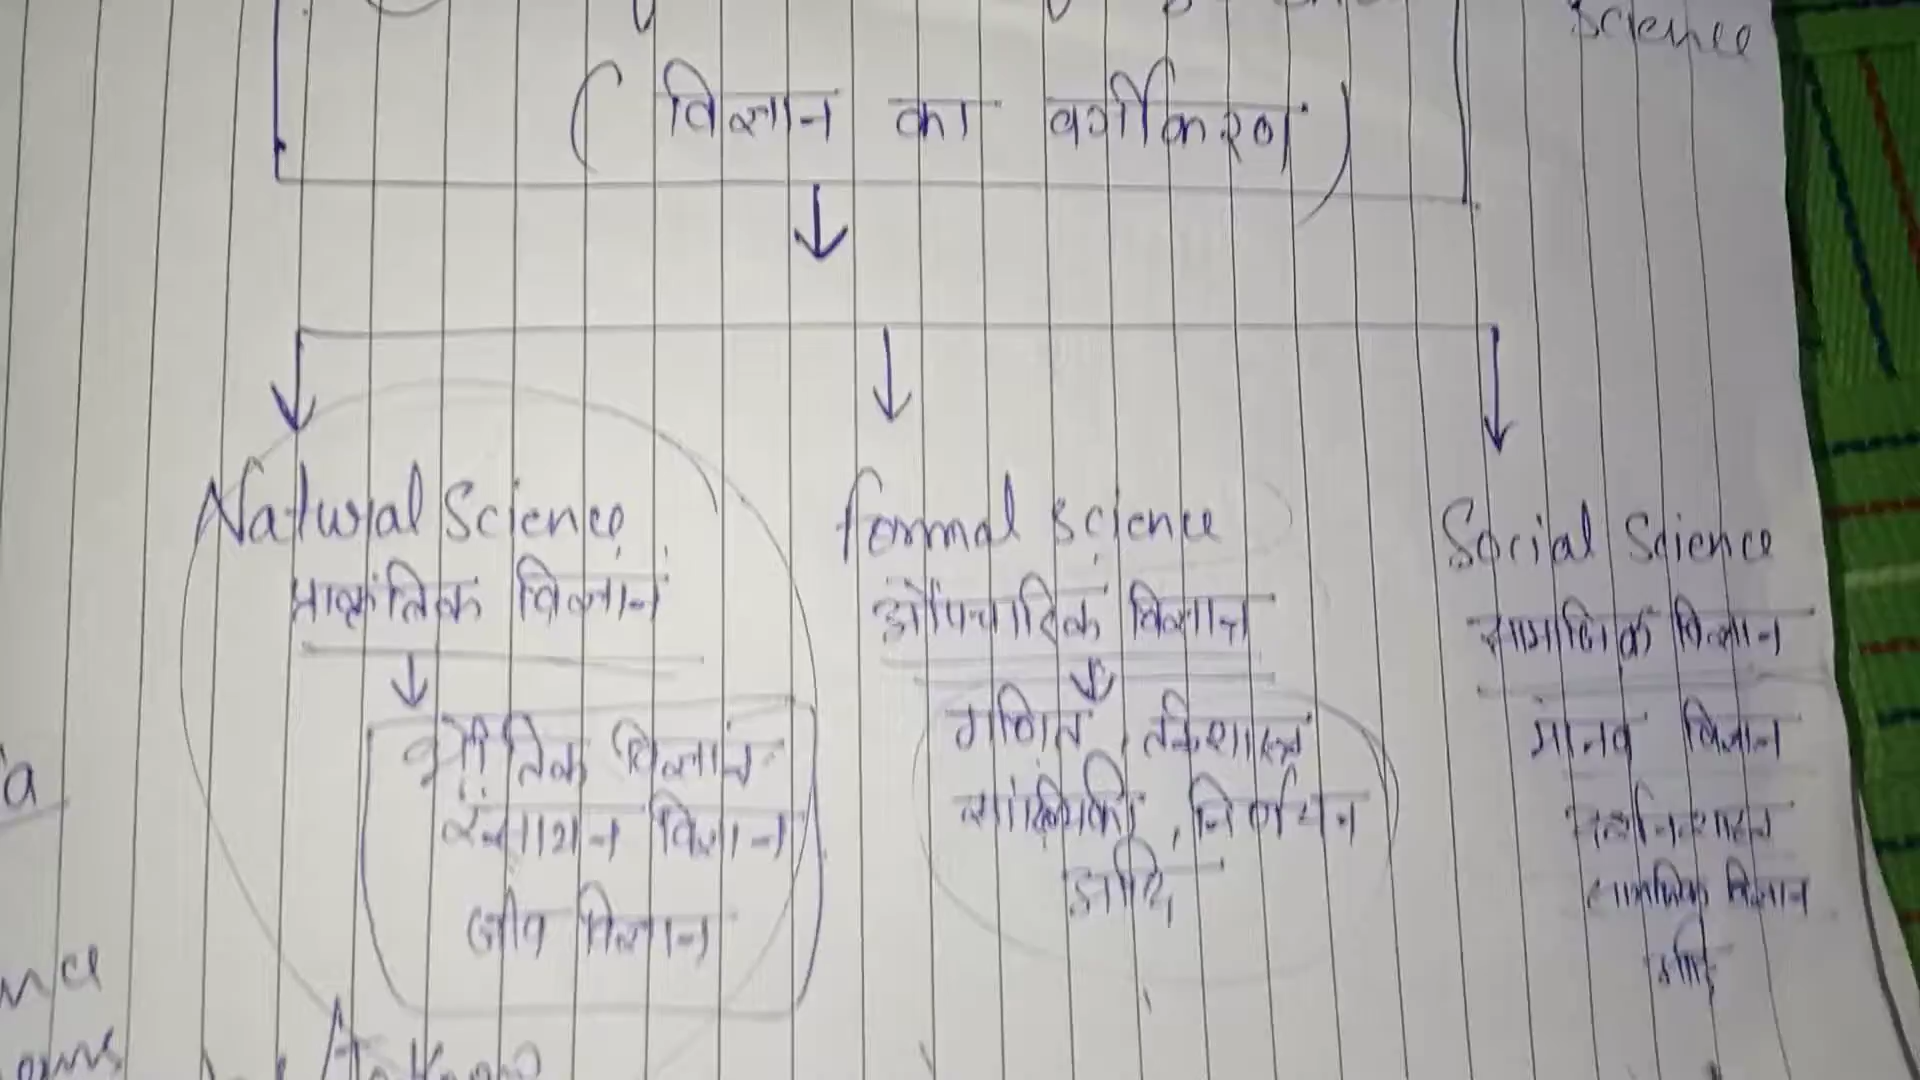 Science
( विज्ञान का वर्गीकरण )
Natural Science
प्राकृतिक विज्ञान
भौतिक विज्ञान
रसायन विज्ञान
जीव विज्ञान
formal science
औपचारिक विज्ञान
गणित, तर्कशास्त्र
सांख्यिकी, निर्णयन
आदि
Social Science
सामाजिक विज्ञान
मानव विज्ञान
विज्ञान
आदि